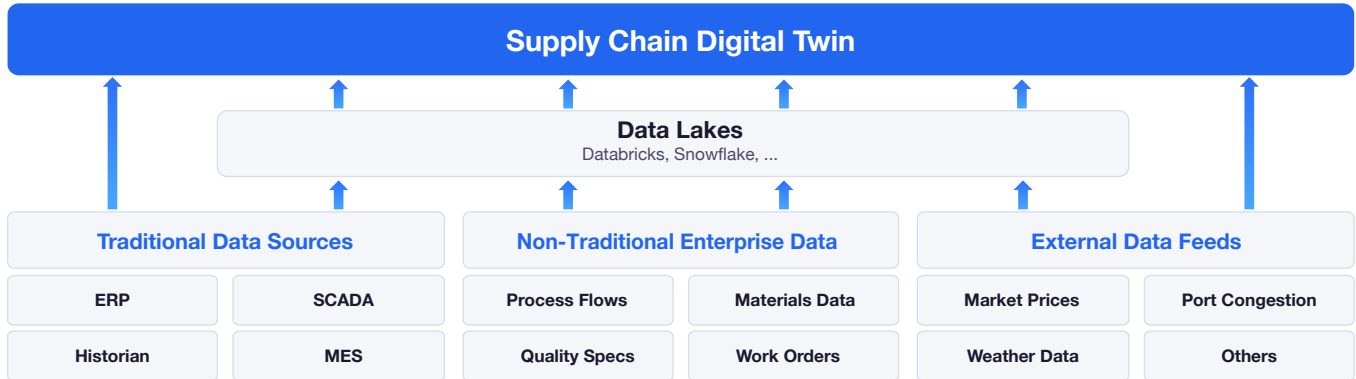 Supply Chain Digital Twin
Data Lakes
Databricks, Snowflake, ...
Traditional Data Sources
Non-Traditional Enterprise Data
External Data Feeds
ERP
SCADA
Process Flows
Materials Data
Market Prices
Port Congestion
Historian
MES
Quality Specs
Work Orders
Weather Data
Others